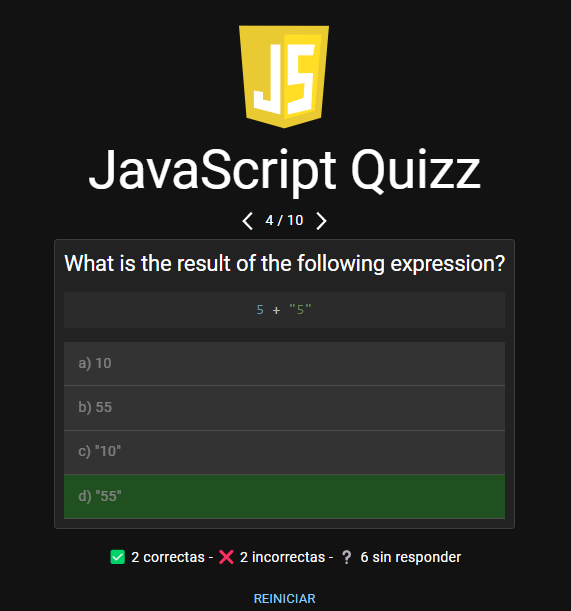 JS
JavaScript Quizz
4 / 10
What is the result of the following expression?
5 + "5"
a) 10
b) 55
c) "10"
d) "55"
2 correctas - 2 incorrectas - ? 6 sin responder
REINICIAR